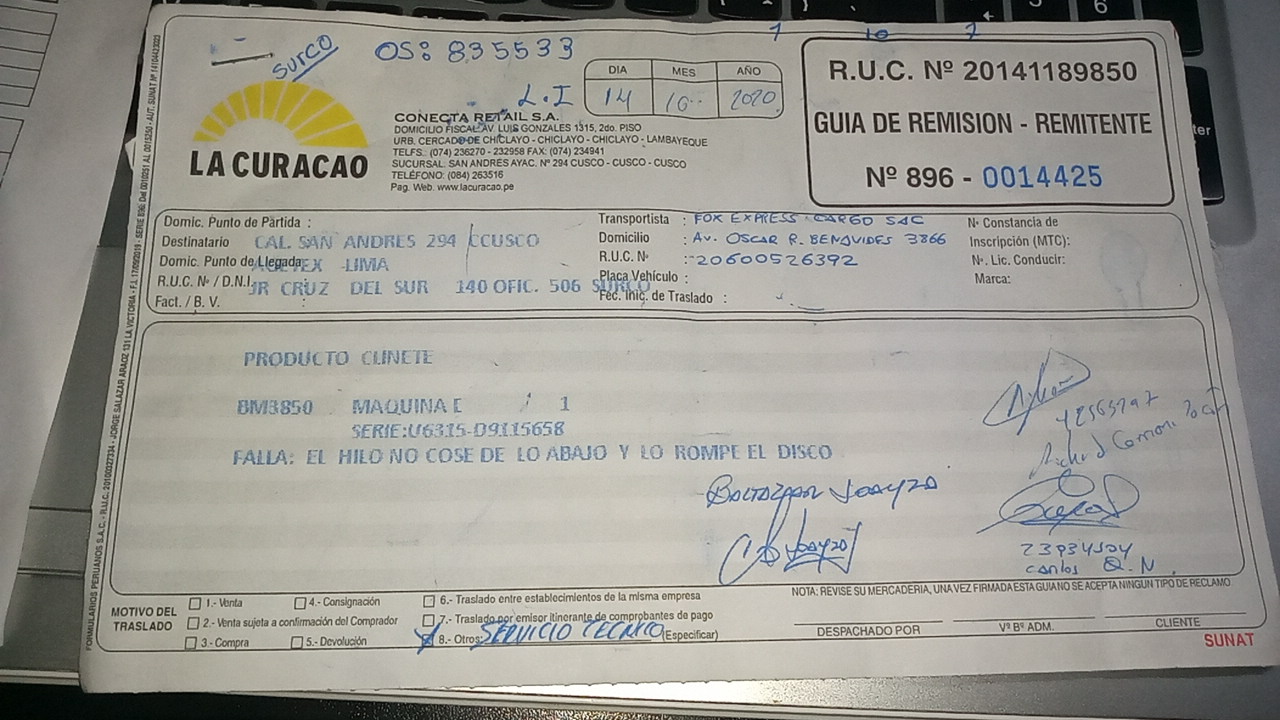 SURCO
OS: 835533
L.I
DIA MES AÑO
14 10 2020
7 10 2
R.U.C. Nº 20141189850
GUIA DE REMISION - REMITENTE
Nº 896 - 0014425
LA CURACAO
CONECTA RETAIL S.A.
DOMICILIO FISCAL AV. LUIS GONZALES 1315, 2do. PISO
URB. CERCADO DE CHICLAYO - CHICLAYO - CHICLAYO - LAMBAYEQUE
TELFS.: (074) 236270 - 232958 FAX: (074) 234941
SUCURSAL: SAN ANDRES AYAC. Nº 294 CUSCO - CUSCO - CUSCO
TELÉFONO: (084) 263516
Pag. Web. www.lacuracao.pe
Domic. Punto de Partida :
Destinatario CAL. SAN ANDRES 294 CCUSCO
Domic. Punto de Llegada: ACETEX -LIMA
R.U.C. N° / D.N.I. JR CRUZ DEL SUR 140 OFIC. 506 SURCO
Fact. / B. V. :
Transportista : FOX EXPRESS CARGO SAC
Domicilio : Av. OSCAR R. BENAVIDES 3866
R.U.C. N° : 20600526392
Placa Vehículo :
Fec. Inic. de Traslado :
N° Constancia de
Inscripción (MTC):
N°. Lic. Conducir:
Marca:
PRODUCTO CLINETE
BM3850 MAQUINA E / 1
SERIE:U6315-D9115658
FALLA: EL HILO NO COSE DE LO ABAJO Y LO ROMPE EL DISCO
BALTAZAR LOAYZA
Carlos Q.N.
NOTA: REVISE SU MERCADERIA, UNA VEZ FIRMADA ESTA GUIA NO SE ACEPTA NINGUN TIPO DE RECLAMO
MOTIVO DEL TRASLADO
1.- Venta
2.- Venta sujeta a confirmación del Comprador
3.- Compra
4.- Consignación
5.- Devolución
6.- Traslado entre establecimientos de la misma empresa
7.- Traslado por emisor itinerante de comprobantes de pago
8.- Otros: SERVICIO TECNICO (Especificar)
DESPACHADO POR
Vº Bº ADM.
CLIENTE
SUNAT